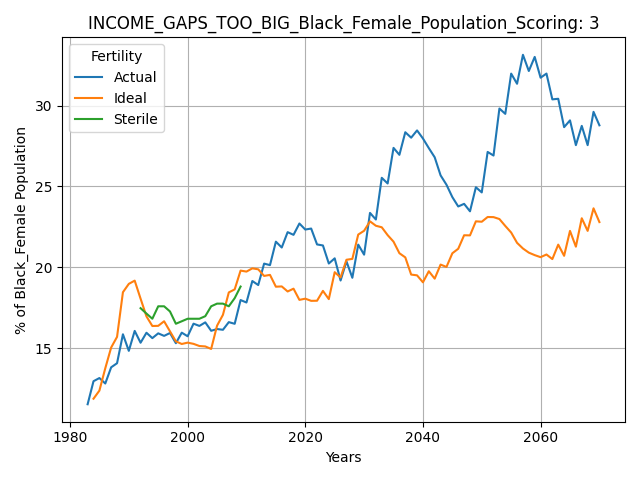 INCOME_GAPS_TOO_BIG_Black_Female_Population_Scoring: 3
Fertility
Actual
Ideal
Sterile
% of Black_Female Population
30
25
20
15
1980
2000
2020
2040
2060
Years